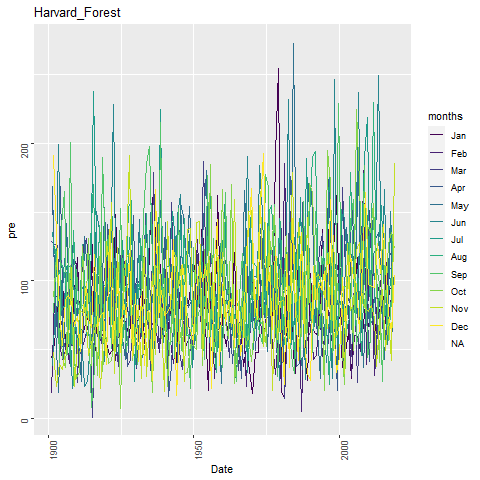 Harvard_Forest
200
100
0
pre
1900
1950
2000
Date
months
Jan
Feb
Mar
Apr
May
Jun
Jul
Aug
Sep
Oct
Nov
Dec
NA